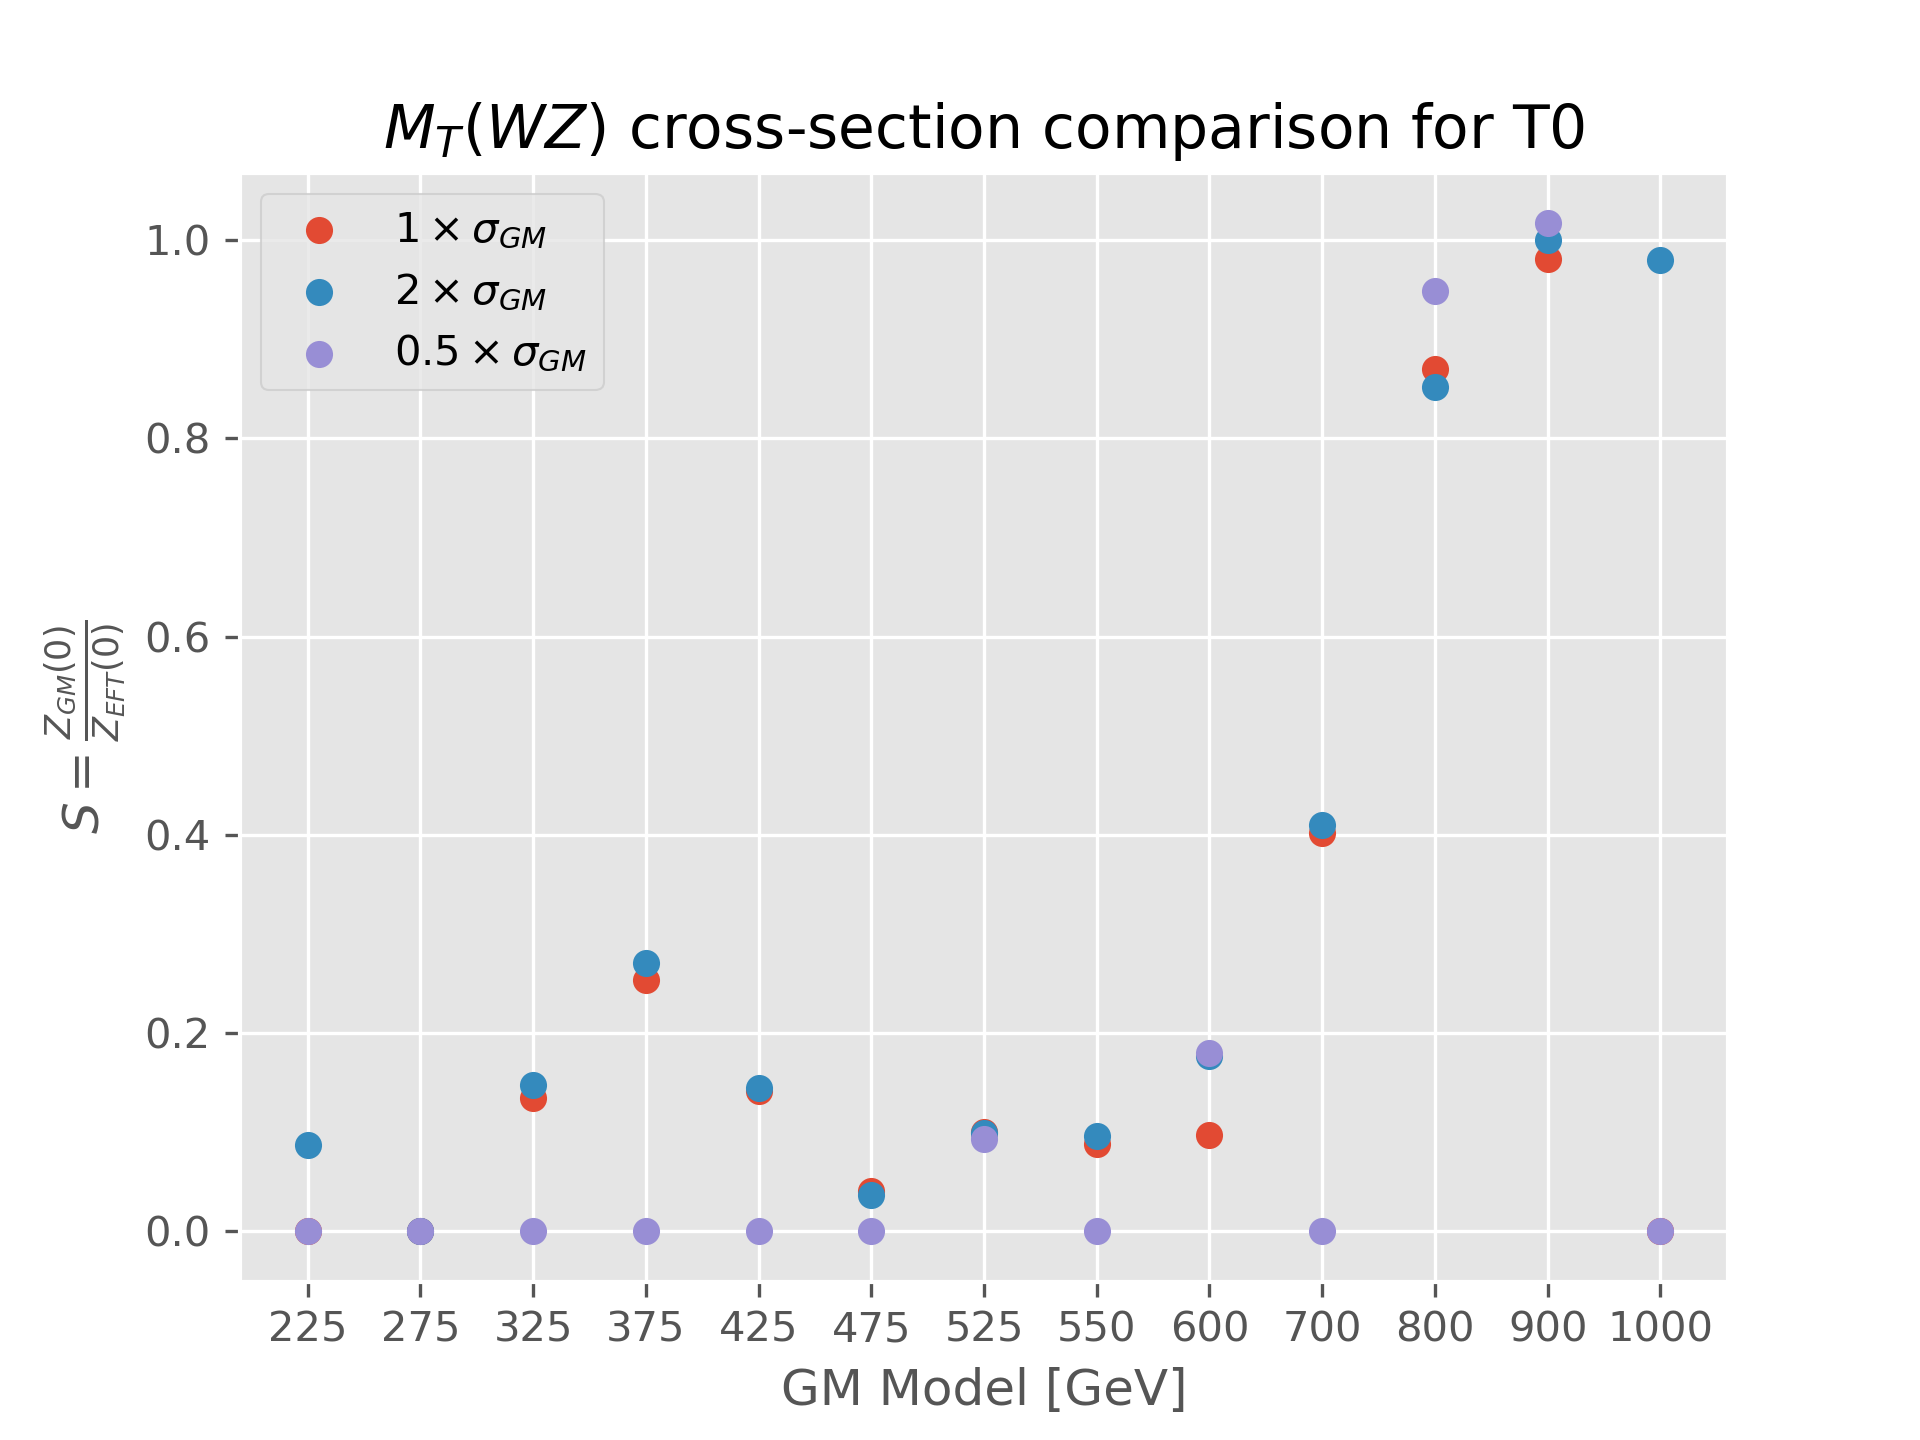 M_T(WZ) cross-section comparison for T0
1 × σ_GM
2 × σ_GM
0.5 × σ_GM
1.0
0.8
0.6
0.4
0.2
0.0
S = Z_GM(0) / Z_EFT(0)
225 275 325 375 425 475 525 550 600 700 800 900 1000
GM Model [GeV]